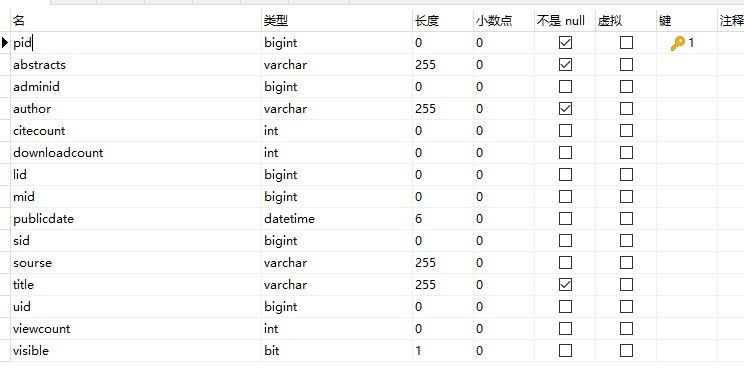 名 类型 长度 小数点 不是 null 虚拟 键 注释
pid bigint 0 0 1
abstracts varchar 255 0
adminid bigint 0 0
author varchar 255 0
citecount int 0 0
downloadcount int 0 0
lid bigint 0 0
mid bigint 0 0
publicdate datetime 6 0
sid bigint 0 0
sourse varchar 255 0
title varchar 255 0
uid bigint 0 0
viewcount int 0 0
visible bit 1 0